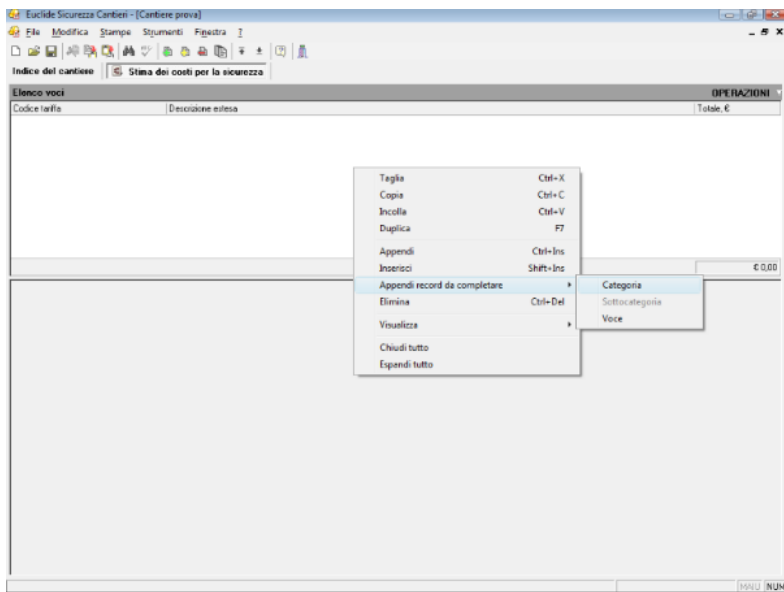 Euclide Sicurezza Cantieri - [Cantiere prova]
File Modifica Stampe Strumenti Finestra ?
Indice del cantiere Stima dei costi per la sicurezza
Elenco voci OPERAZIONI
Codice tariffa Descrizione estesa Totale, €
Taglia Ctrl+X
Copia Ctrl+C
Incolla Ctrl+V
Duplica F7
Appendi Ctrl+Ins
Inserisci Shift+Ins
€ 0,00
Appendi record da completare Categoria
Elimina Ctrl+Del Sottocategoria
Visualizza Voce
Chiudi tutto
Espandi tutto
MAIU NUM